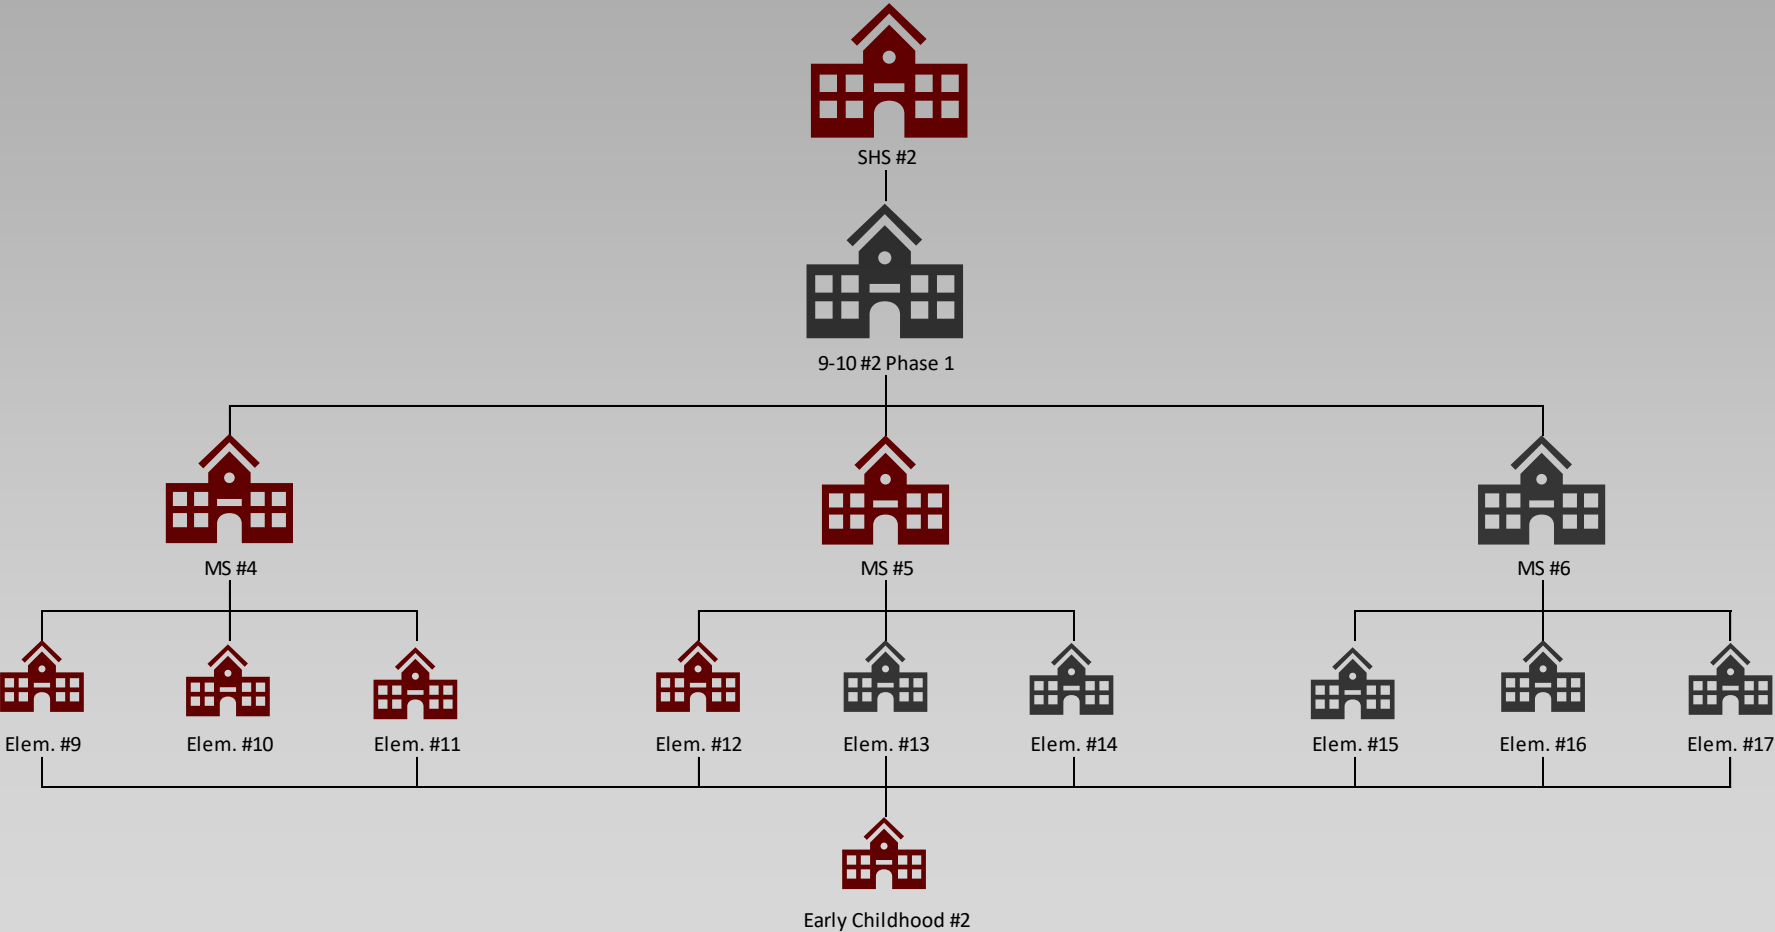 SHS #2
9-10 #2 Phase 1
MS #4
MS #5
MS #6
Elem. #9
Elem. #10
Elem. #11
Elem. #12
Elem. #13
Elem. #14
Elem. #15
Elem. #16
Elem. #17
Early Childhood #2